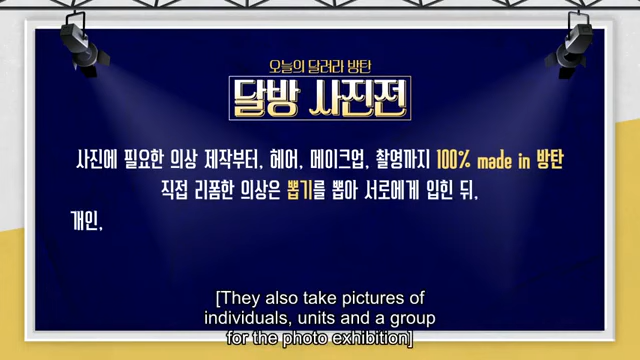 오늘의 달려라 방탄
달방 사진전
사진에 필요한 의상 제작부터, 헤어, 메이크업, 촬영까지 100% made in 방탄
직접 리폼한 의상은 뽑기를 뽑아 서로에게 입힌 뒤,
개인,
[They also take pictures of
individuals, units and a group
for the photo exhibition]